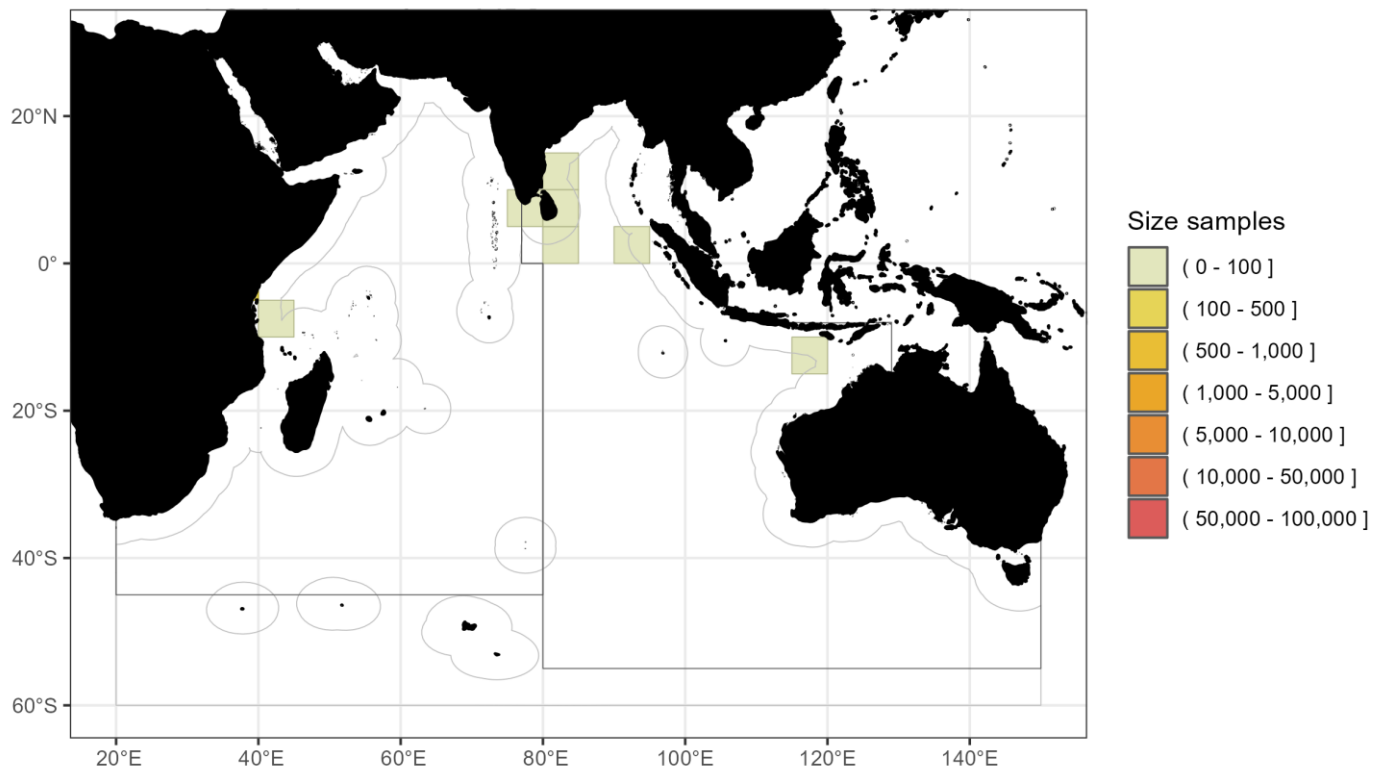 20°N
0°
20°S
40°S
60°S
20°E
40°E
60°E
80°E
100°E
120°E
140°E
Size samples
( 0 - 100 ]
( 100 - 500 ]
( 500 - 1,000 ]
( 1,000 - 5,000 ]
( 5,000 - 10,000 ]
( 10,000 - 50,000 ]
( 50,000 - 100,000 ]